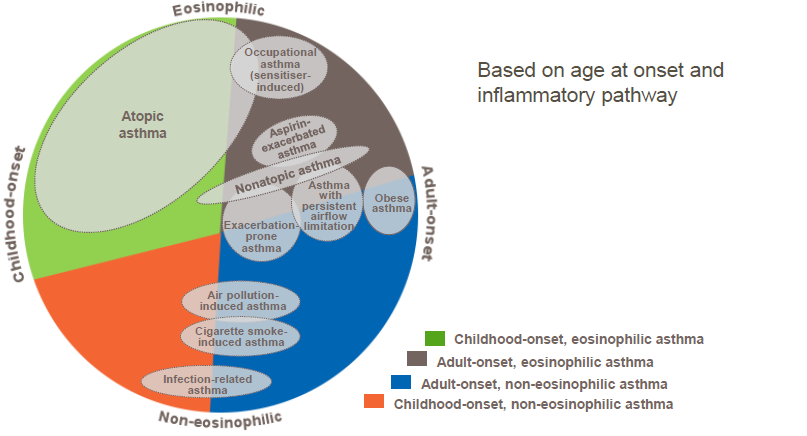 Eosinophilic
Occupational
asthma
(sensitiser-
induced)
Based on age at onset and
inflammatory pathway
Atopic
asthma
Aspirin-
exacerbated
asthma
Nonatopic asthma
Childhood-onset
Adult-onset
Asthma
with
persistent
airflow
limitation
Obese
asthma
Exacerbation-
prone
asthma
Air pollution-
induced asthma
Cigarette smoke-
induced asthma
Infection-related
asthma
Non-eosinophilic
Childhood-onset, eosinophilic asthma
Adult-onset, eosinophilic asthma
Adult-onset, non-eosinophilic asthma
Childhood-onset, non-eosinophilic asthma